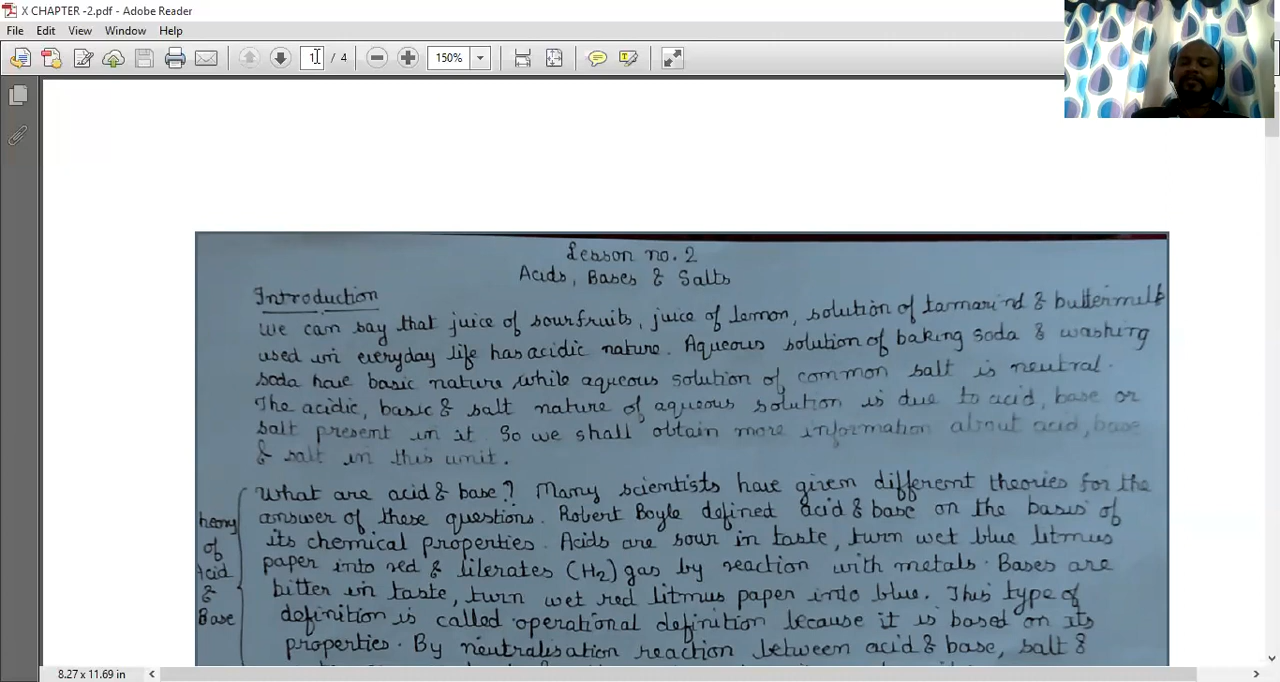 X CHAPTER -2.pdf - Adobe Reader
File Edit View Window Help
1 / 4 150%
Lesson no. 2
Acids, Bases & Salts
Introduction
We can say that juice of sourfruits, juice of lemon, solution of tammarind & buttermilk
used in everyday life has acidic nature. Aqueous solution of baking soda & washing
soda have basic nature while aqueous solution of common salt is neutral.
The acidic, basic & salt nature of aqueous solution is due to acid, base or
salt present in it. So we shall obtain more information about acid, base
& salt in this unit.
What are acid & base? Many scientists have given different theories for the
answer of these questions. Robert Boyle defined acid & base on the basis of
its chemical properties. Acids are sour in taste, turn wet blue litmus
paper into red & liberates (H2) gas by reaction with metals. Bases are
bitter in taste, turn wet red litmus paper into blue. This type of
definition is called operational definition because it is based on its
properties. By neutralisation reaction between acid & base, salt &
heory
of
Acid
&
Base
8.27 x 11.69 in